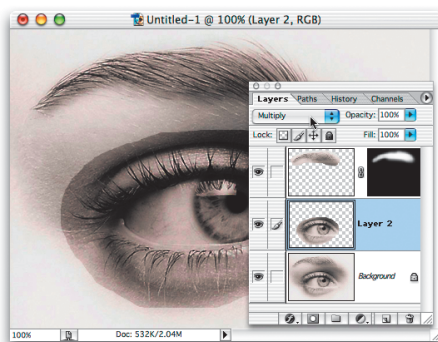 Untitled-1 @ 100% (Layer 2, RGB)
Layers Paths History Channels
Multiply Opacity: 100%
Lock: Fill: 100%
Layer 2
Background
100% Doc: 532K/2.04M